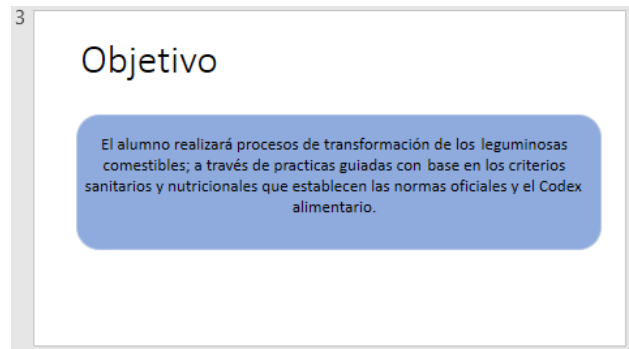 3
Objetivo
El alumno realizará procesos de transformación de los leguminosas
comestibles; a través de practicas guiadas con base en los criterios
sanitarios y nutricionales que establecen las normas oficiales y el Codex
alimentario.